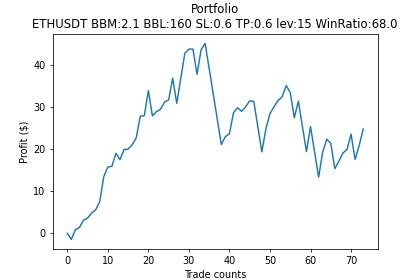 Portfolio
ETHUSDT BBM:2.1 BBL:160 SL:0.6 TP:0.6 lev:15 WinRatio:68.0
40
30
20
10
0
Profit ($)
0 10 20 30 40 50 60 70
Trade counts